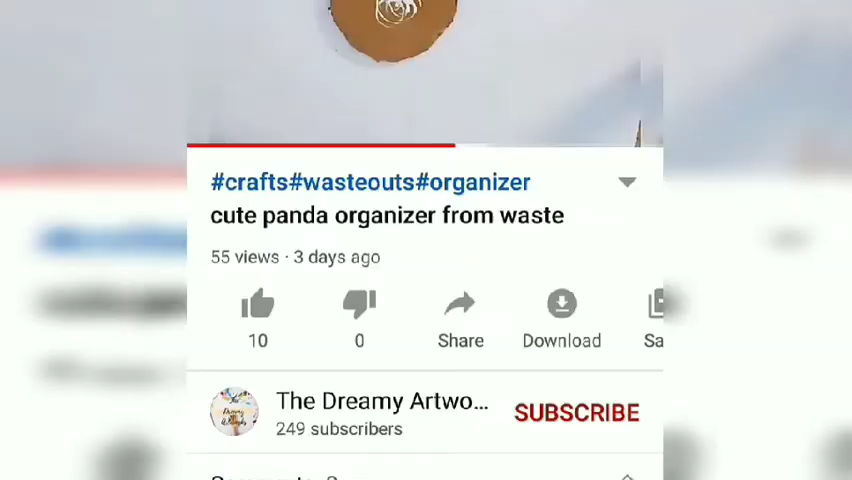 #crafts#wasteouts#organizer
cute panda organizer from waste
55 views · 3 days ago
10
0
Share
Download
Sa
The Dreamy Artwo...
SUBSCRIBE
249 subscribers